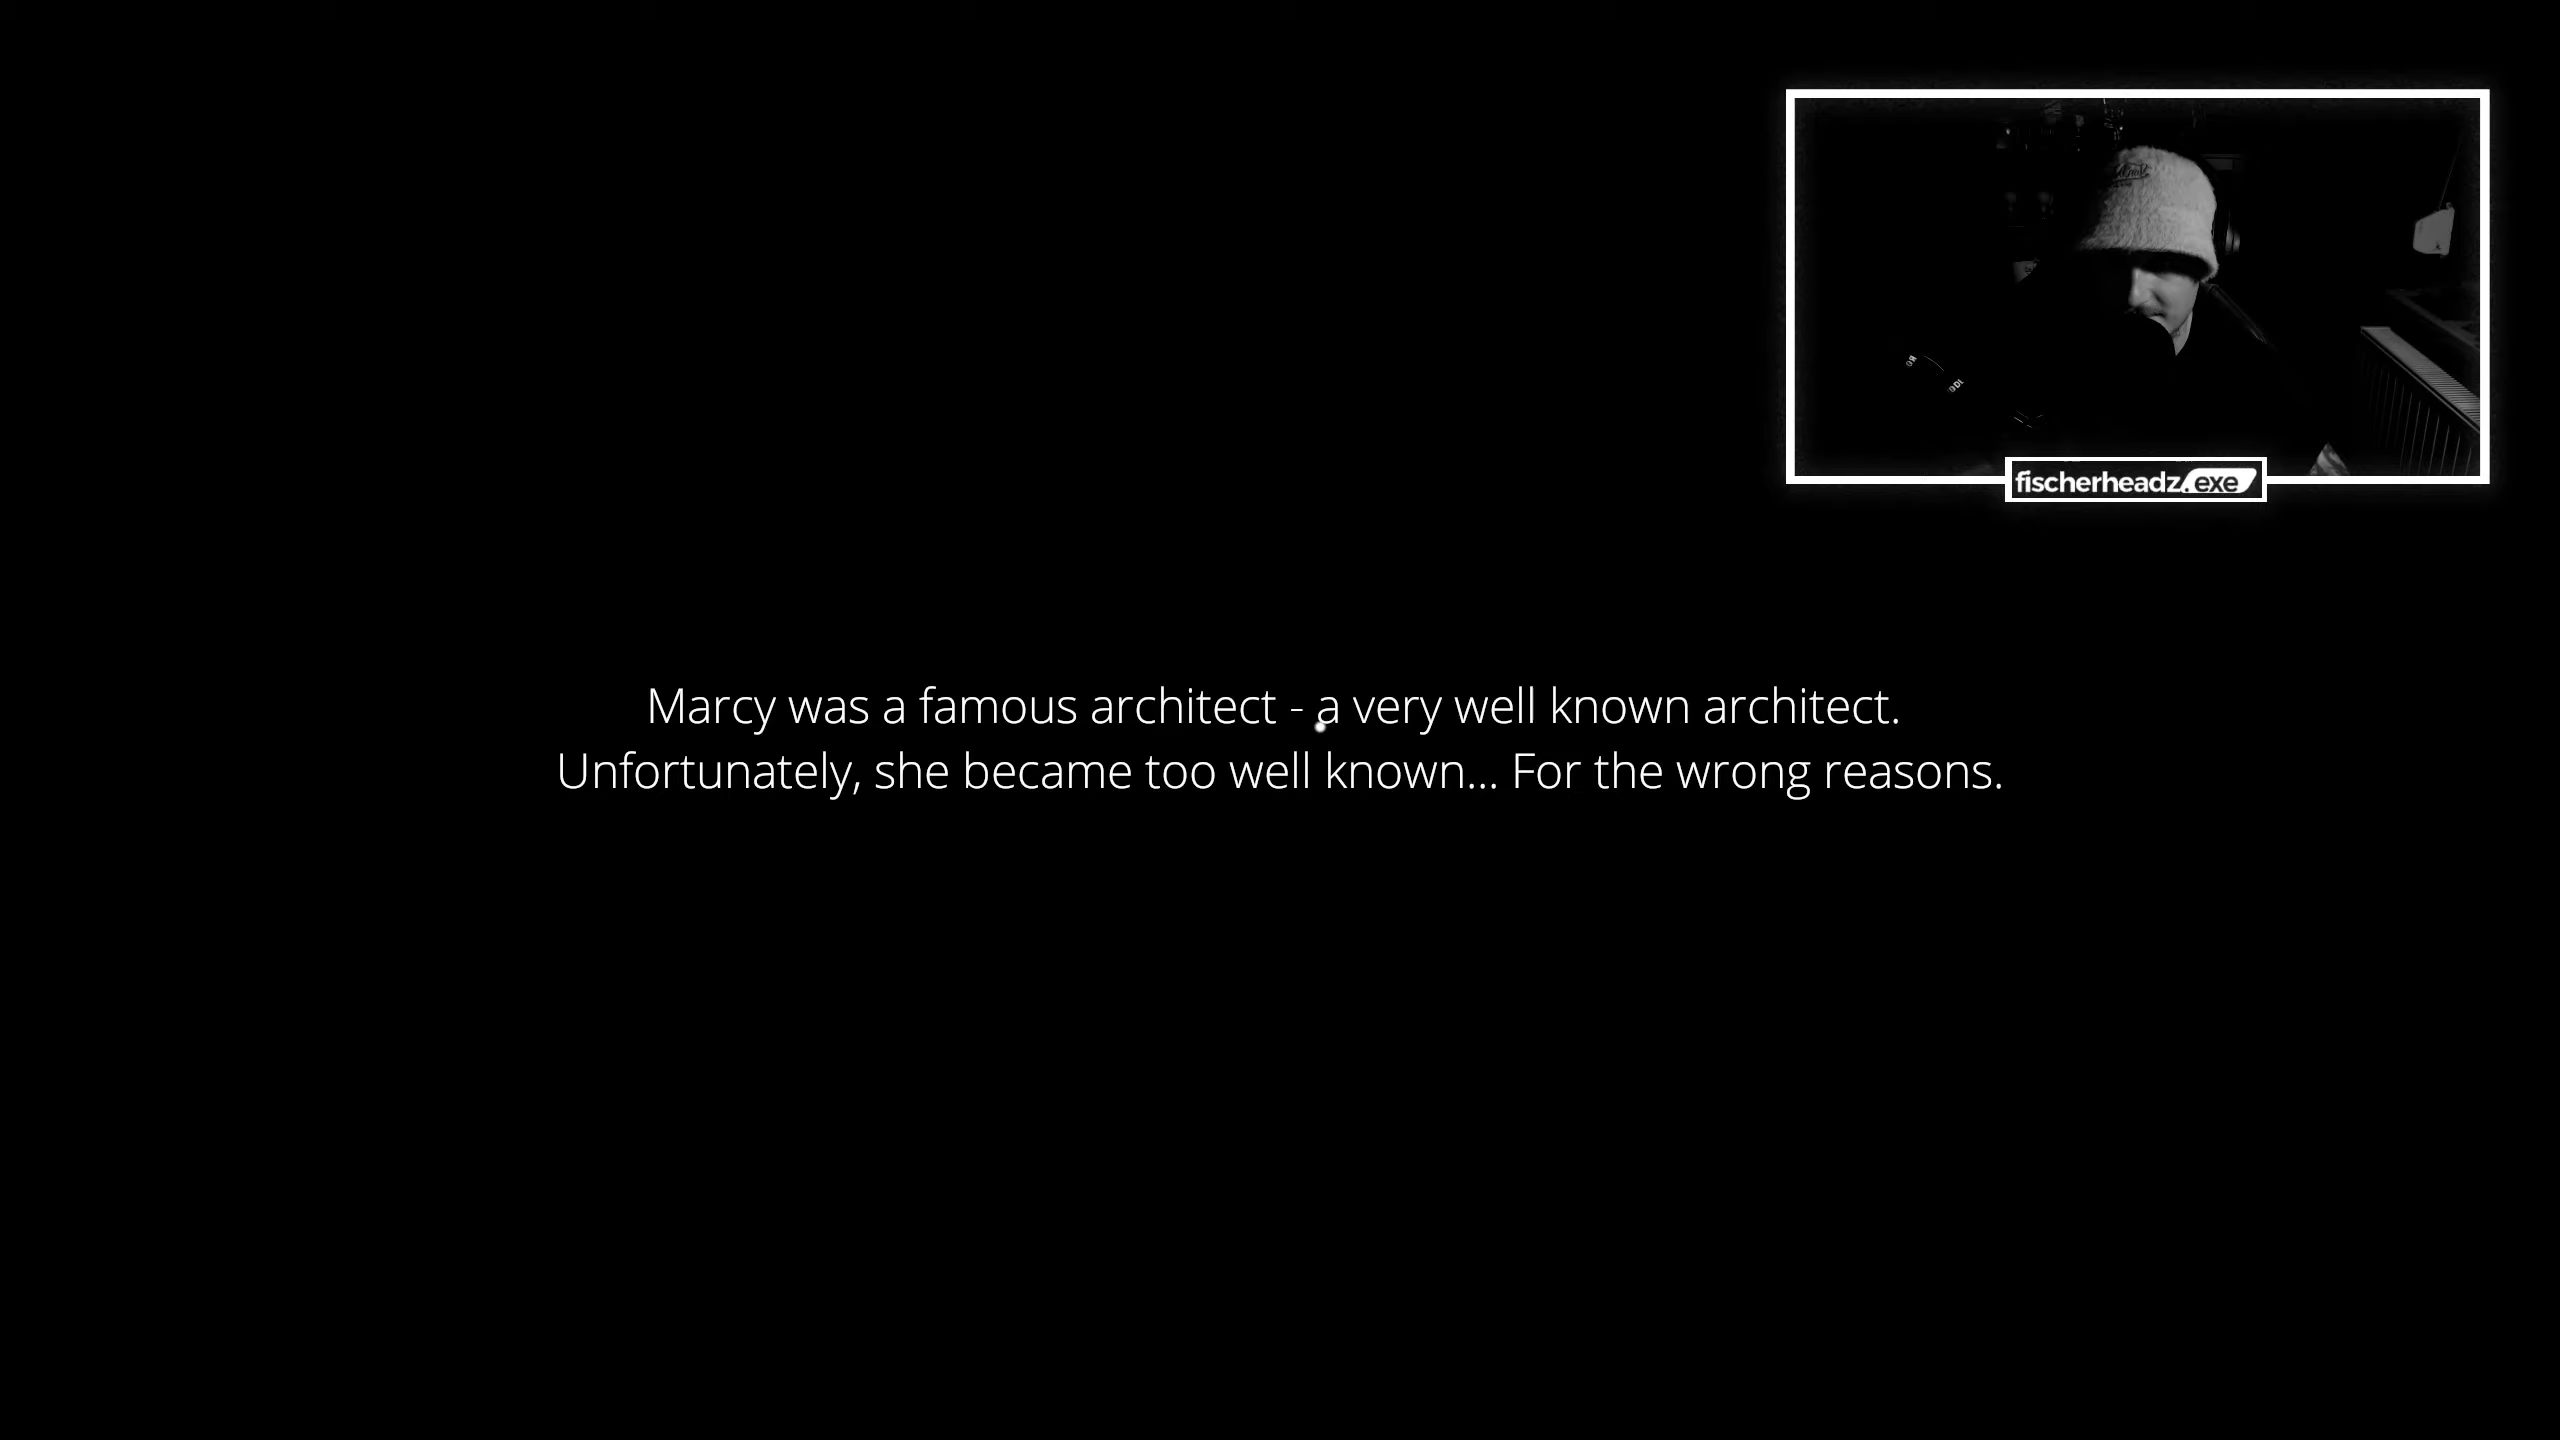 fischerheadz.exe
Marcy was a famous architect - a very well known architect.
Unfortunately, she became too well known... For the wrong reasons.